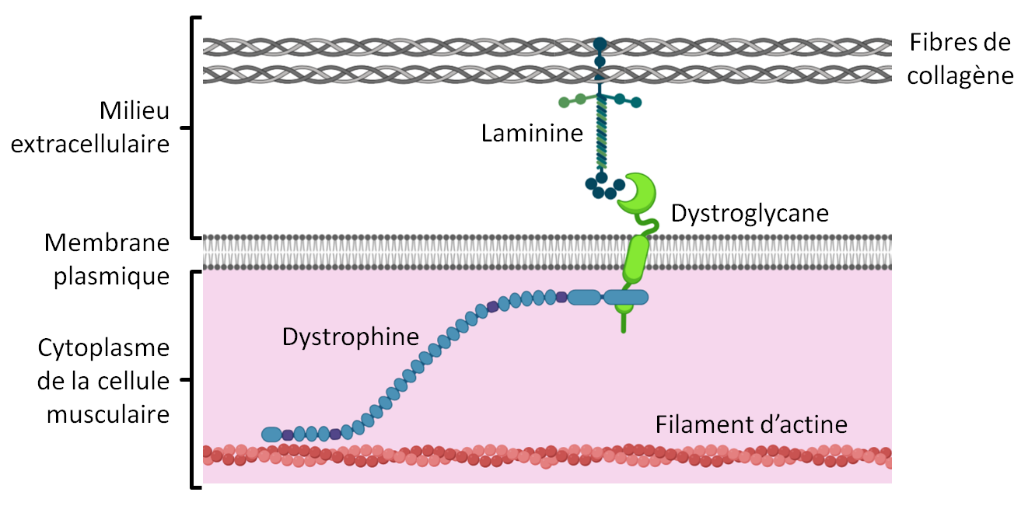 Fibres de
collagène
Milieu
extracellulaire
Laminine
Dystroglycane
Membrane
plasmique
Dystrophine
Cytoplasme
de la cellule
musculaire
Filament d’actine